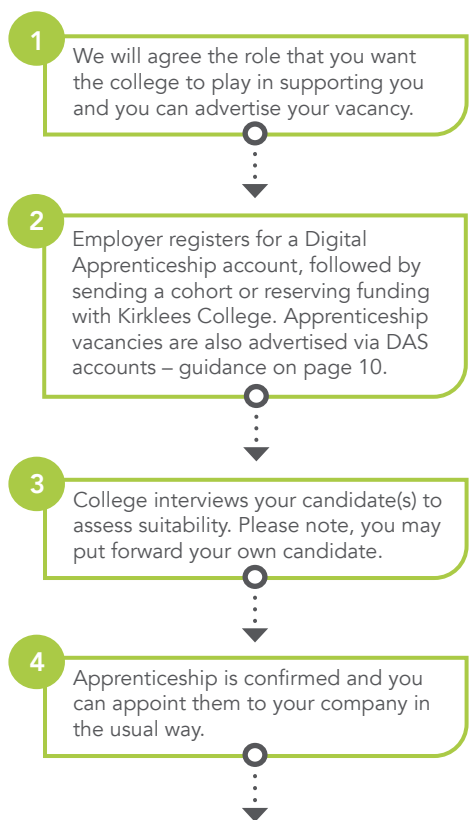 1
We will agree the role that you want
the college to play in supporting you
and you can advertise your vacancy.
2
Employer registers for a Digital
Apprenticeship account, followed by
sending a cohort or reserving funding
with Kirklees College. Apprenticeship
vacancies are also advertised via DAS
accounts – guidance on page 10.
3
College interviews your candidate(s) to
assess suitability. Please note, you may
put forward your own candidate.
4
Apprenticeship is confirmed and you
can appoint them to your company in
the usual way.